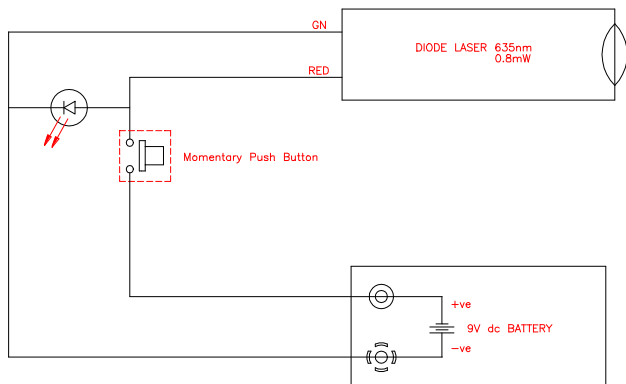 GN
DIODE LASER 635nm
0.8mW
RED
Momentary Push Button
+ve
9V dc BATTERY
-ve